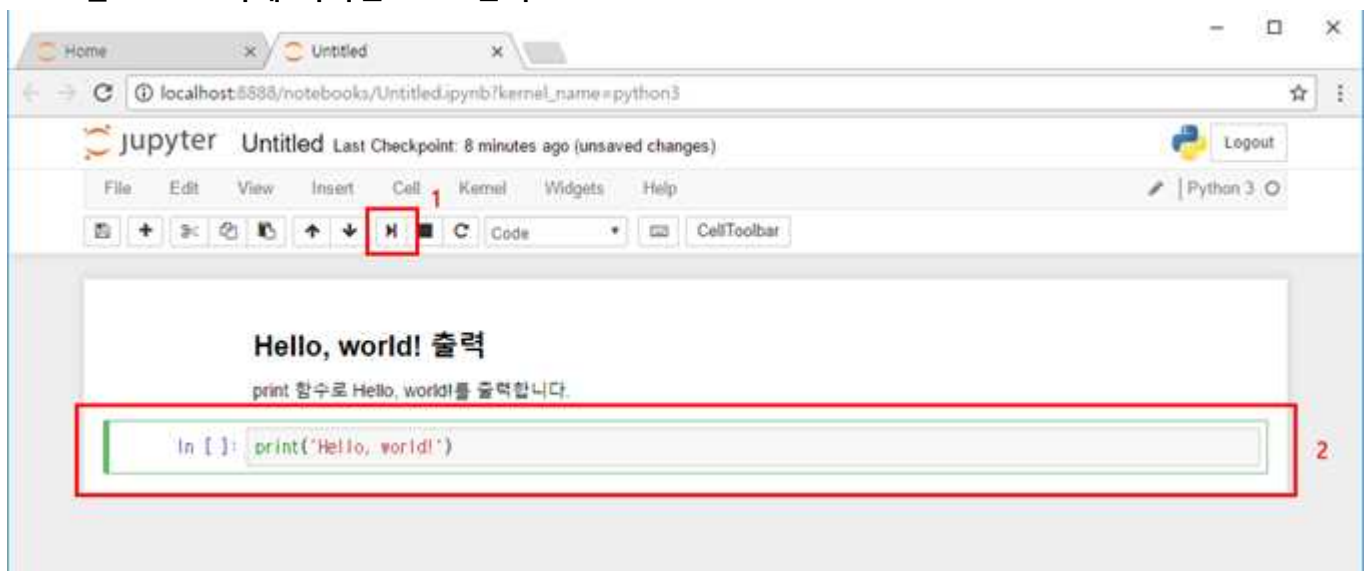 Home
Untitled
localhost:8888/notebooks/Untitled.ipynb?kernel_name=python3
jupyter Untitled Last Checkpoint: 8 minutes ago (unsaved changes)
Logout
File Edit View Insert Cell Kernel Widgets Help
Python 3
1
Code
CellToolbar
Hello, world! 출력
print 함수로 Hello, world!를 출력합니다.
In [ ]: print('Hello, world!')
2